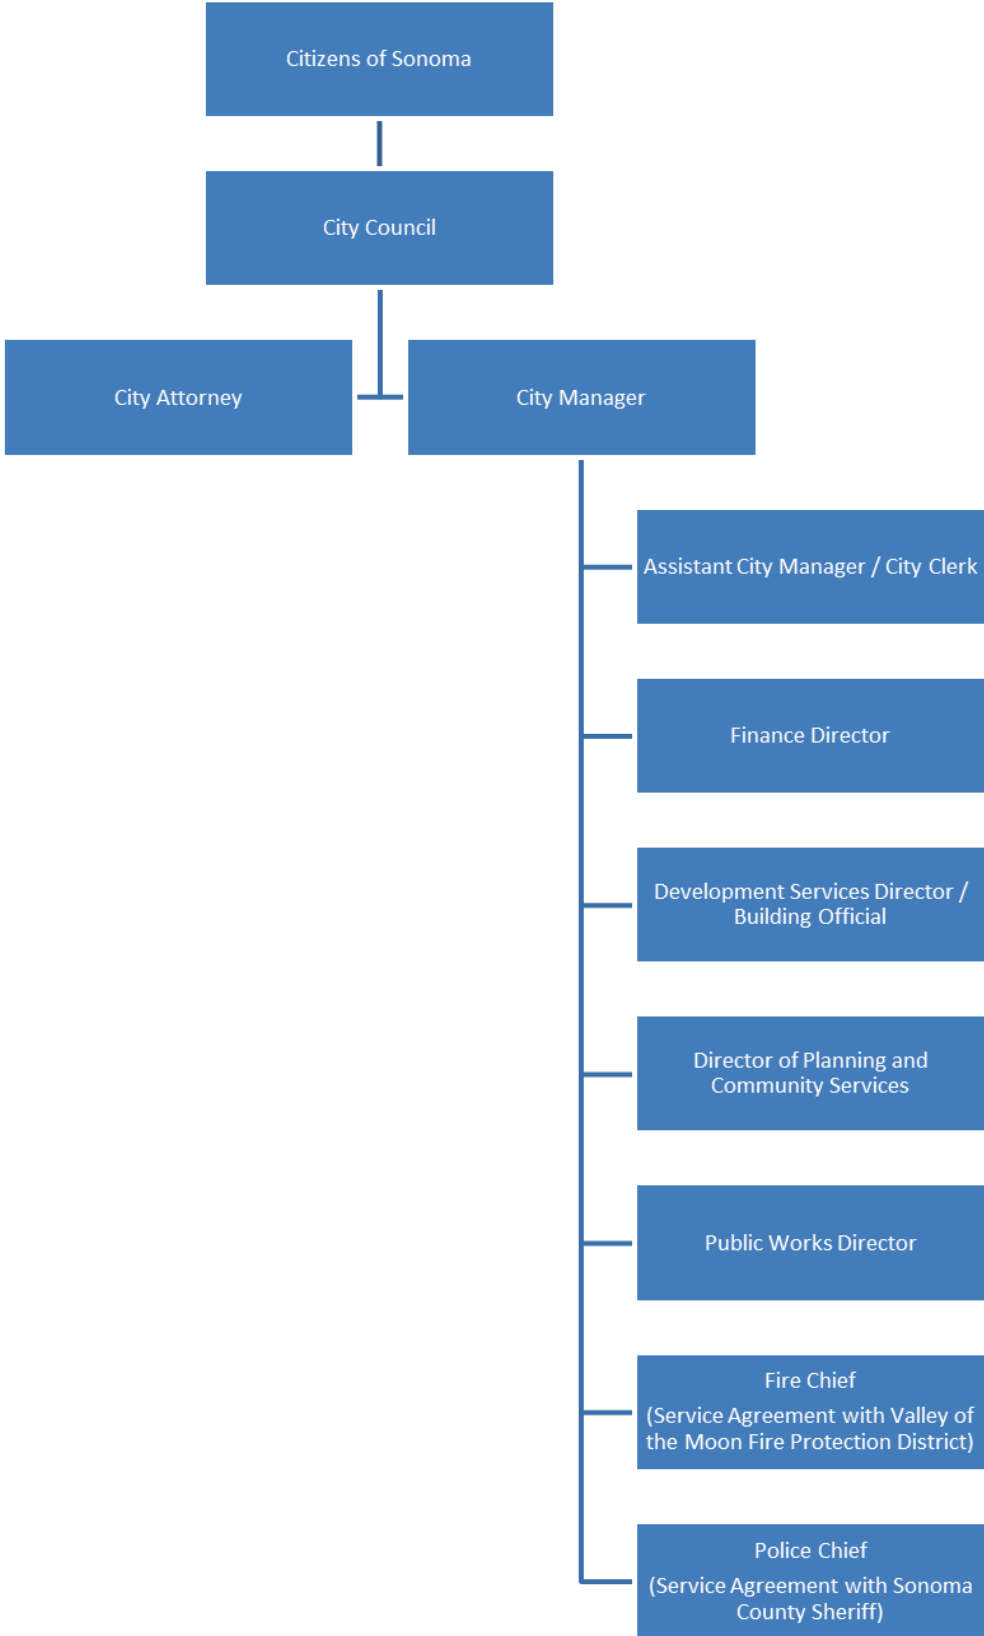 Citizens of Sonoma
City Council
City Attorney
City Manager
Assistant City Manager / City Clerk
Finance Director
Development Services Director /
Building Official
Director of Planning and
Community Services
Public Works Director
Fire Chief
(Service Agreement with Valley of
the Moon Fire Protection District)
Police Chief
(Service Agreement with Sonoma
County Sheriff)